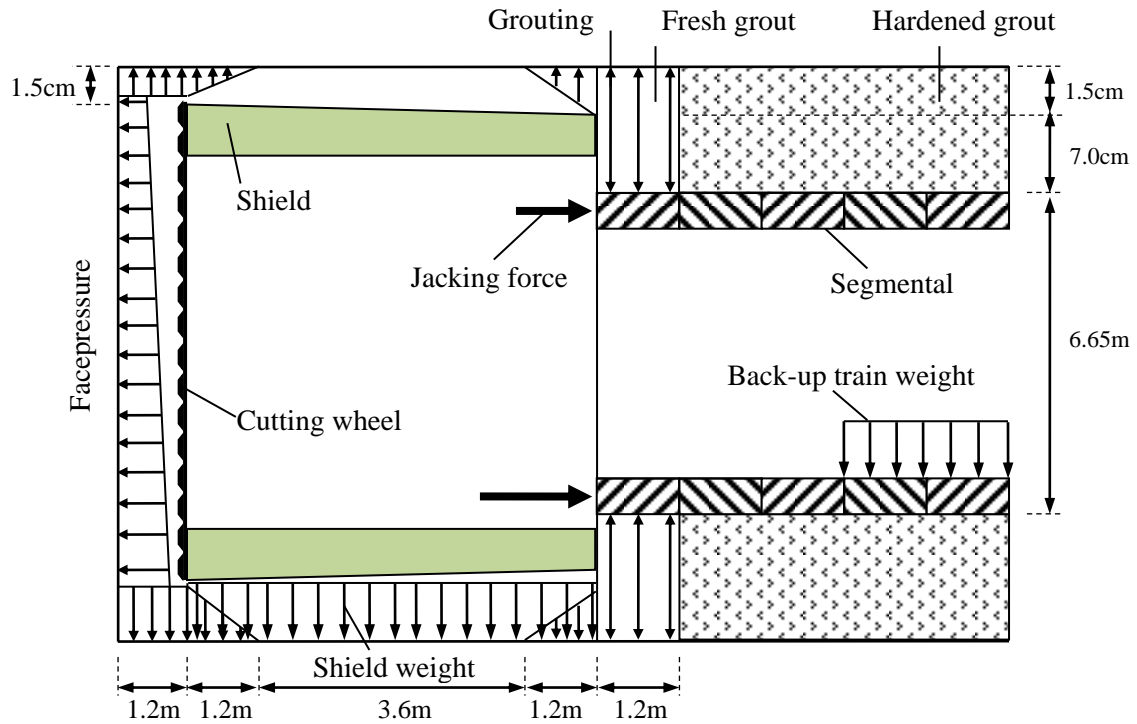 Grouting
Fresh grout
Hardened grout
1.5cm
1.5cm
7.0cm
Shield
Jacking force
Segmental
Facepressure
6.65m
Back-up train weight
Cutting wheel
Shield weight
1.2m
1.2m
3.6m
1.2m
1.2m